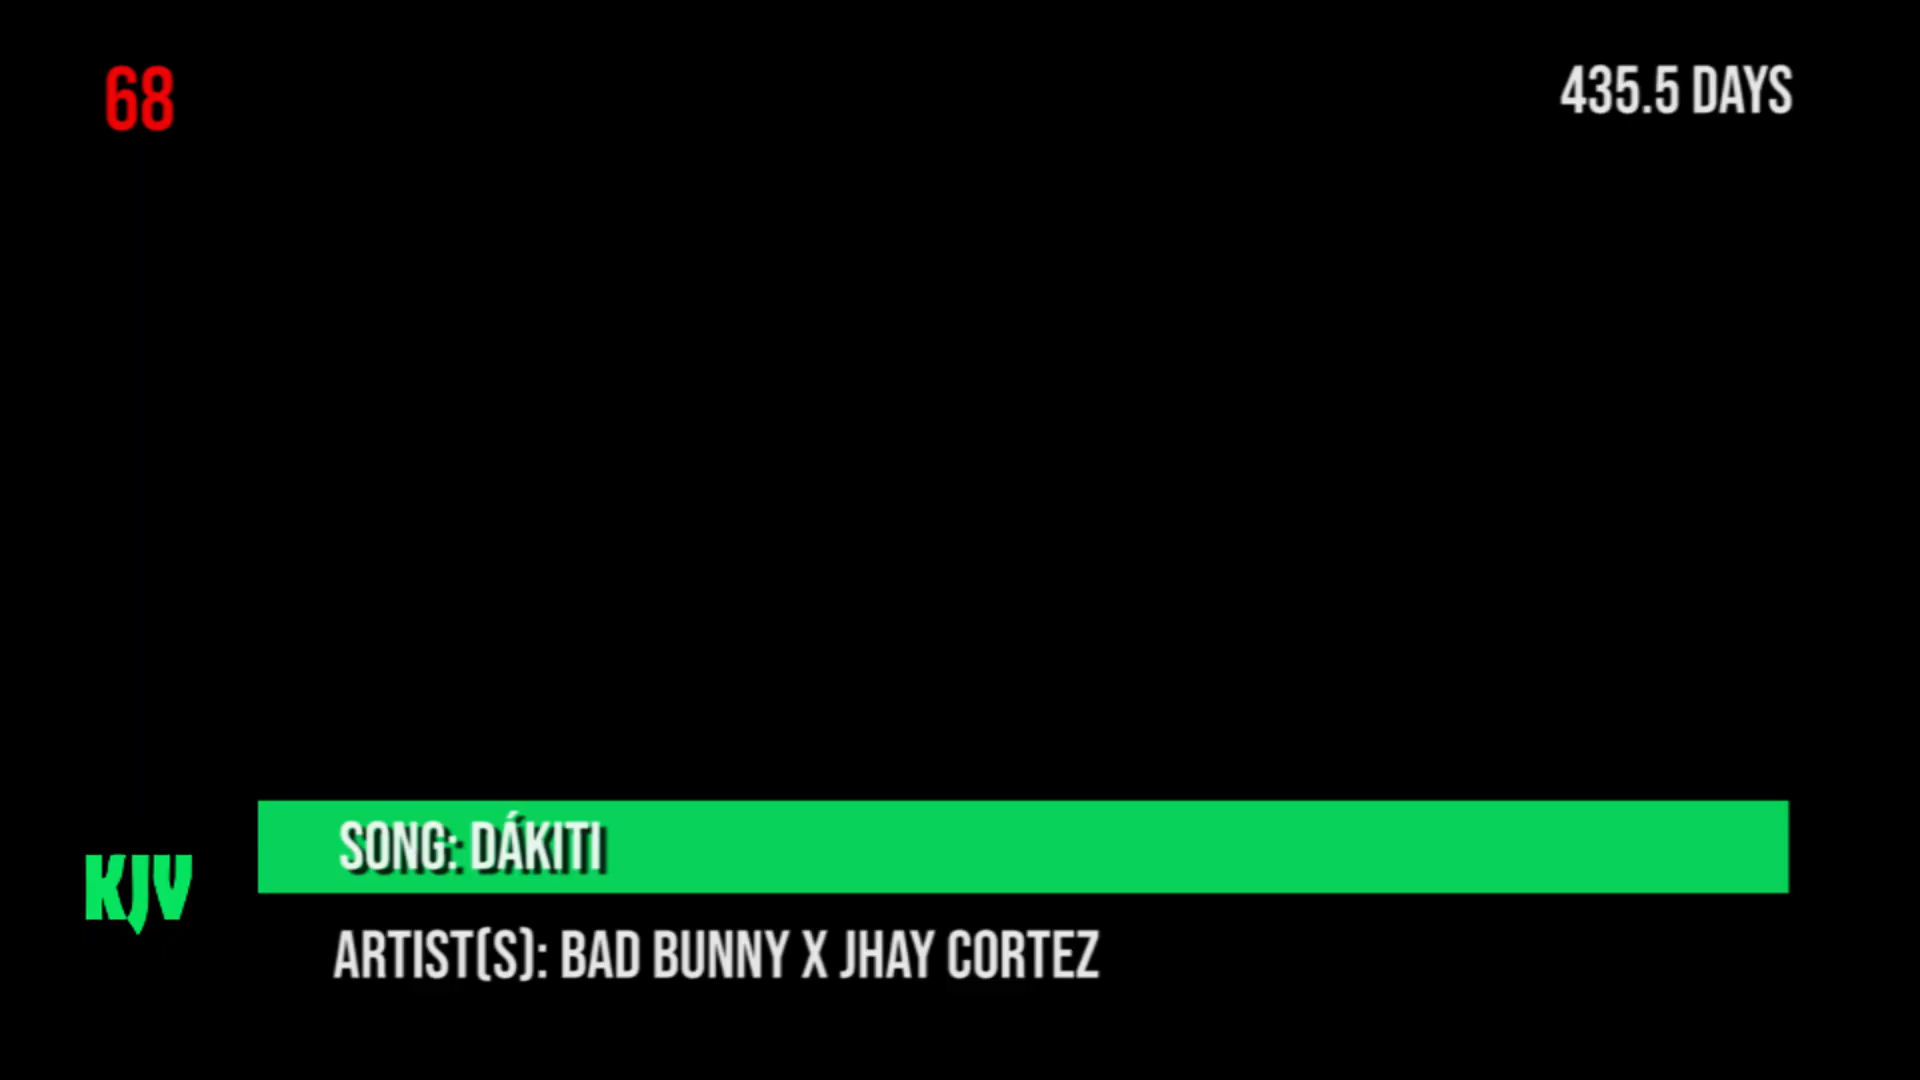 68
435.5 DAYS
SONG: DÁKITI
KJV
ARTIST(S): BAD BUNNY X JHAY CORTEZ